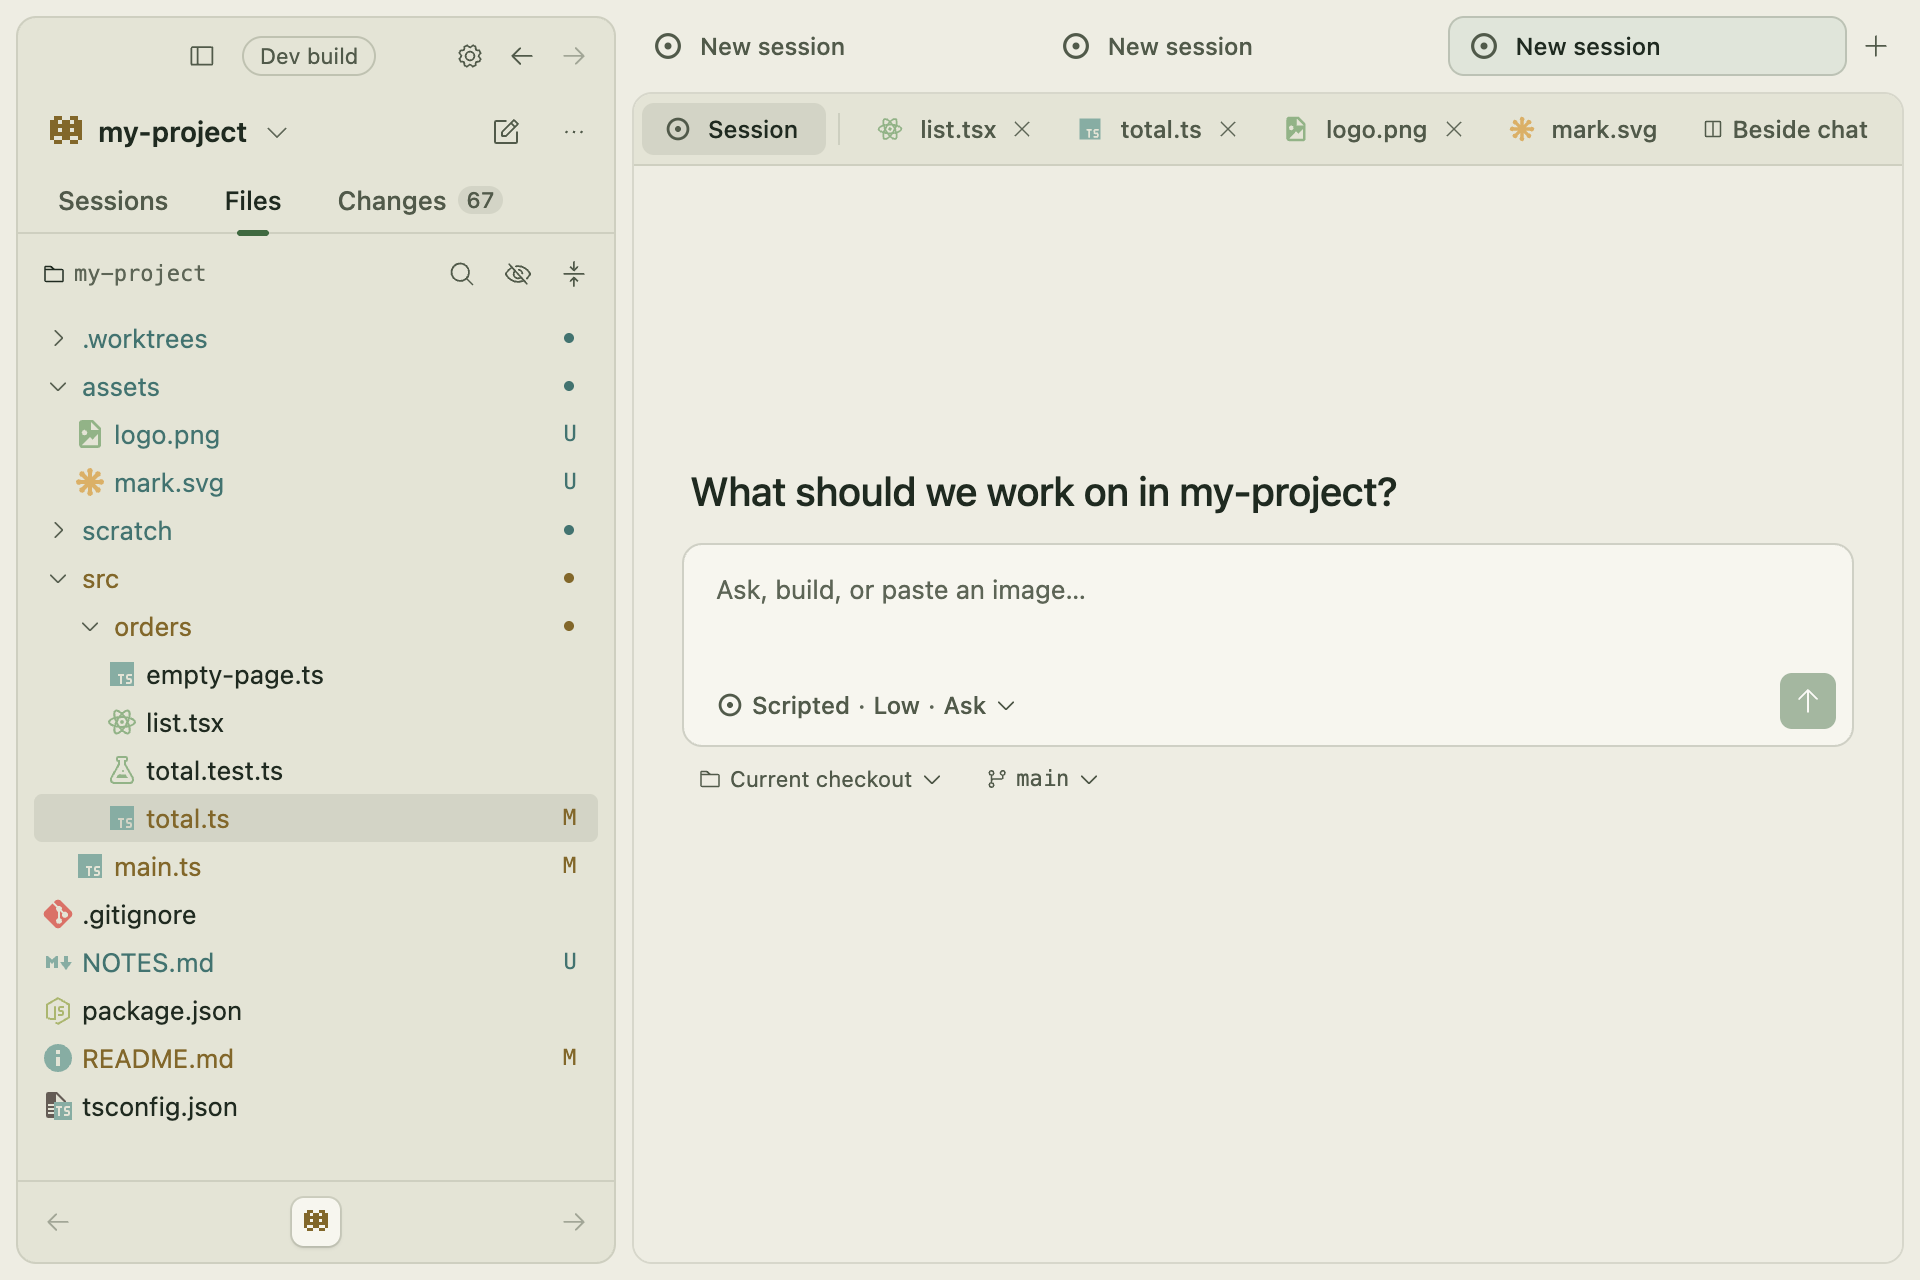 Dev build
my-project
Sessions Files Changes 67
my-project
.worktrees
assets
logo.png U
mark.svg U
scratch
src
orders
empty-page.ts
list.tsx
total.test.ts
total.ts M
main.ts M
.gitignore
NOTES.md U
package.json
README.md M
tsconfig.json
New session New session New session
Session list.tsx total.ts logo.png mark.svg Beside chat
What should we work on in my-project?
Ask, build, or paste an image...
Scripted · Low · Ask
Current checkout main